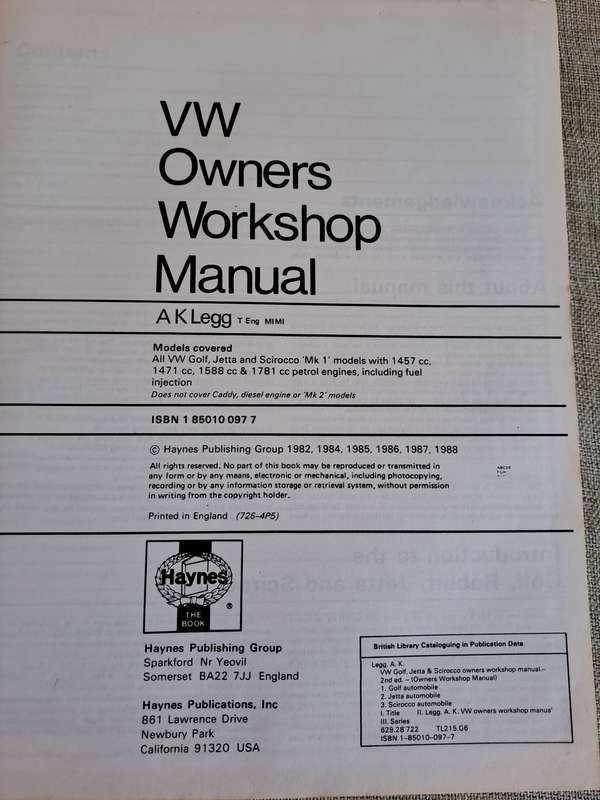 VW
Owners
Workshop
Manual
A K Legg T Eng MIMI
Models covered
All VW Golf, Jetta and Scirocco 'Mk 1' models with 1457 cc,
1471 cc, 1588 cc & 1781 cc petrol engines, including fuel
injection
Does not cover Caddy, diesel engine or 'Mk 2' models
ISBN 1 85010 097 7
© Haynes Publishing Group 1982, 1984, 1985, 1986, 1987, 1988
All rights reserved. No part of this book may be reproduced or transmitted in
any form or by any means, electronic or mechanical, including photocopying,
recording or by any information storage or retrieval system, without permission
in writing from the copyright holder.
ABCDE
Printed in England (726-4P5)
Haynes
®
THE
BOOK
Haynes Publishing Group
Sparkford Nr Yeovil
Somerset BA22 7JJ England
Haynes Publications, Inc
861 Lawrence Drive
Newbury Park
California 91320 USA
British Library Cataloguing in Publication Data
Legg, A. K.
VW Golf, Jetta & Scirocco owners workshop manual.–
2nd ed. – (Owners Workshop Manual)
1. Golf automobile
2. Jetta automobile
3. Scirocco automobile
I. Title II. Legg, A. K. VW owners workshop manua'
III. Series
629.28'722 TL215.G6
ISBN 1–85010–097–7